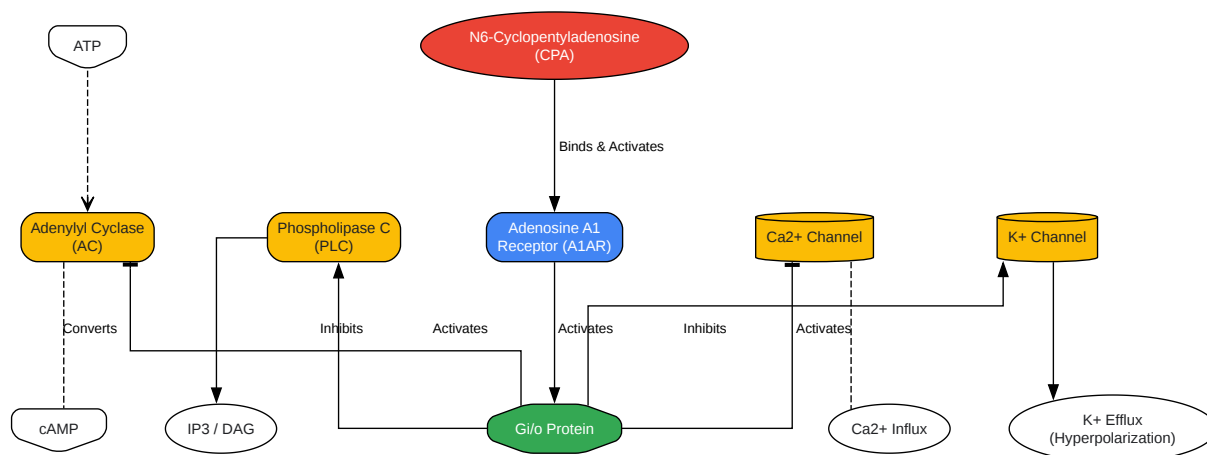 ATP
N6-Cyclopentyladenosine
(CPA)
Binds & Activates
Adenylyl Cyclase
(AC)
Phospholipase C
(PLC)
Adenosine A1
Receptor (A1AR)
Ca2+ Channel
K+ Channel
Converts
Inhibits
Activates
Activates
Inhibits
Activates
cAMP
IP3 / DAG
Gi/o Protein
Ca2+ Influx
K+ Efflux
(Hyperpolarization)